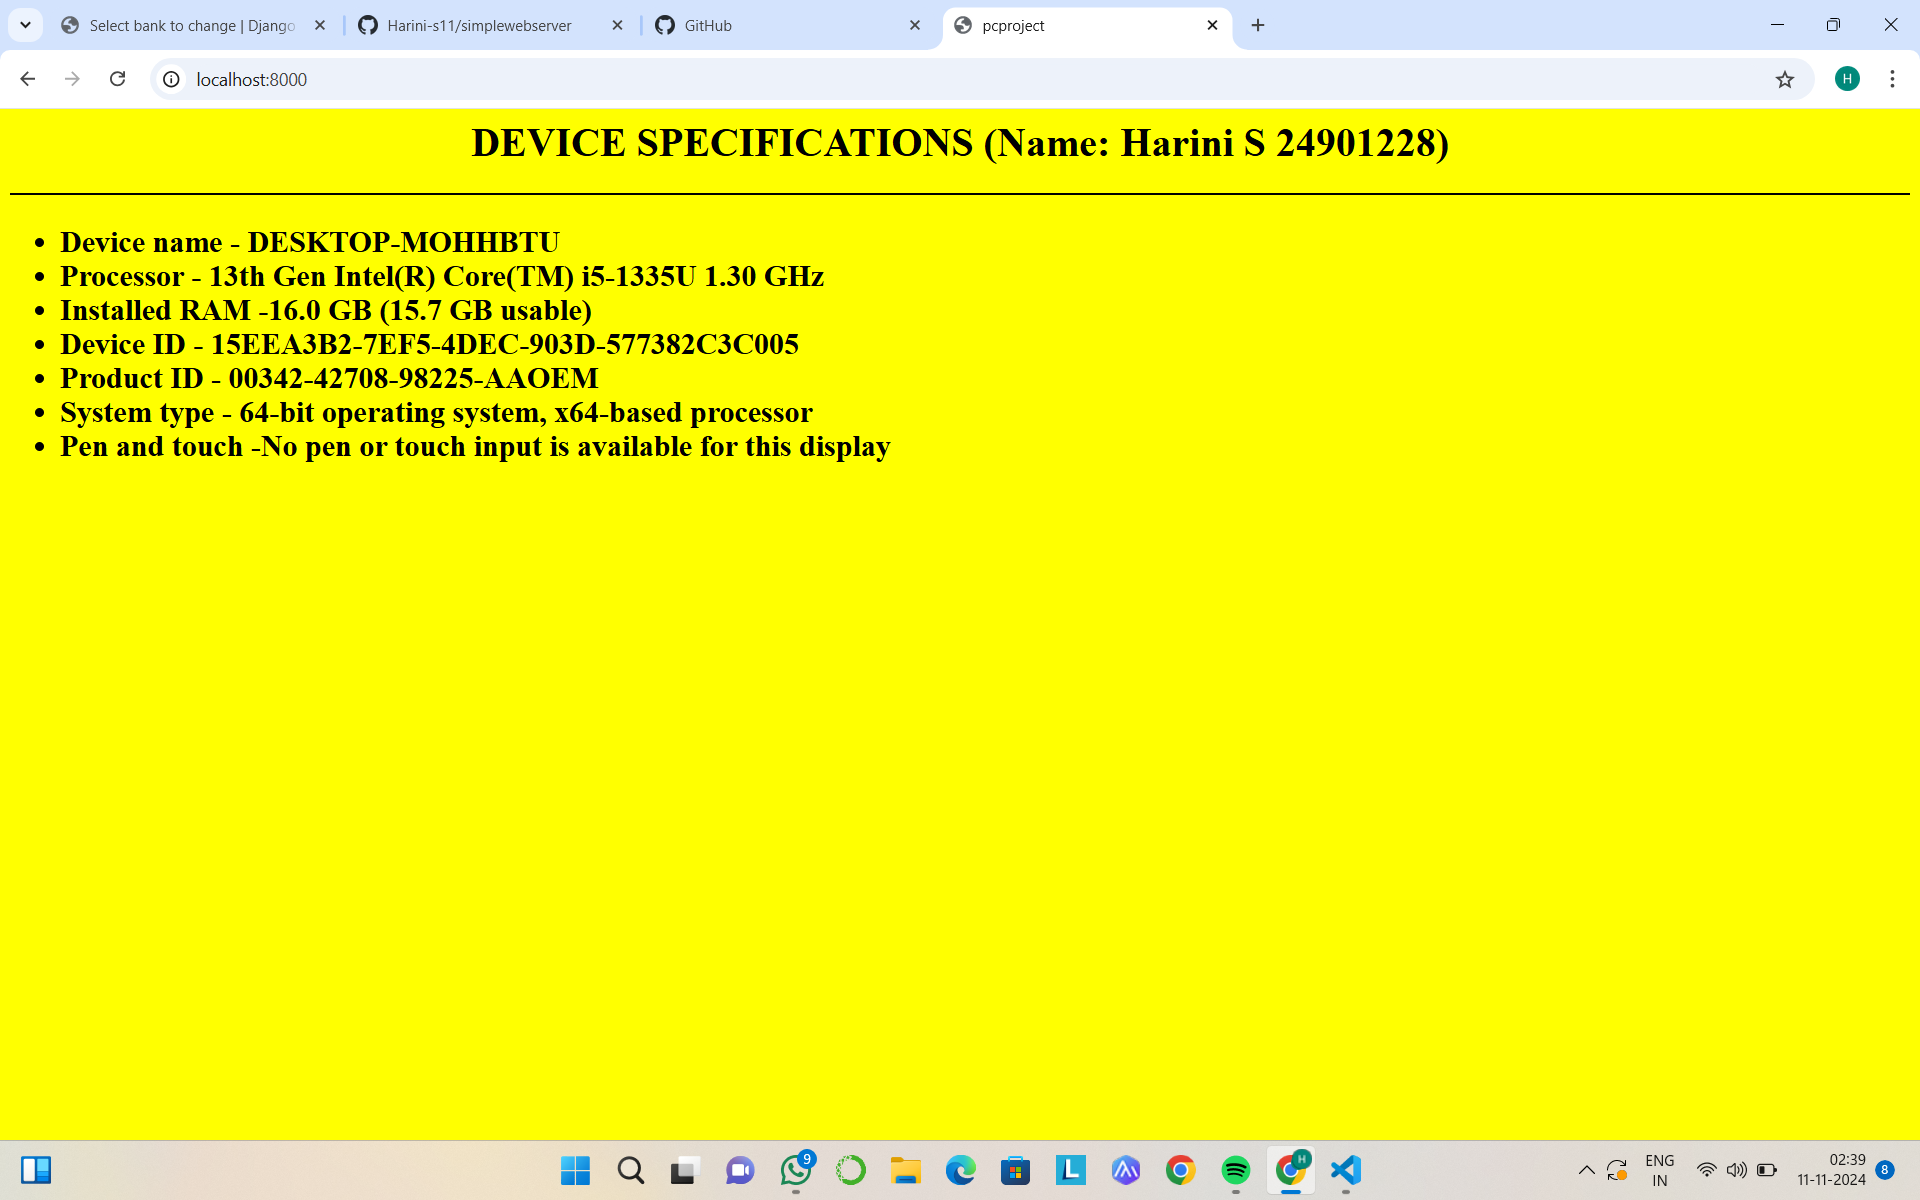 Select bank to change | Django
Harini-s11/simplewebserver
GitHub
pcproject
localhost:8000
H
DEVICE SPECIFICATIONS (Name: Harini S 24901228)
• Device name - DESKTOP-MOHHBTU
• Processor - 13th Gen Intel(R) Core(TM) i5-1335U 1.30 GHz
• Installed RAM -16.0 GB (15.7 GB usable)
• Device ID - 15EEA3B2-7EF5-4DEC-903D-577382C3C005
• Product ID - 00342-42708-98225-AAOEM
• System type - 64-bit operating system, x64-based processor
• Pen and touch -No pen or touch input is available for this display
9
L
H
ENG
IN
02:39
11-11-2024
8